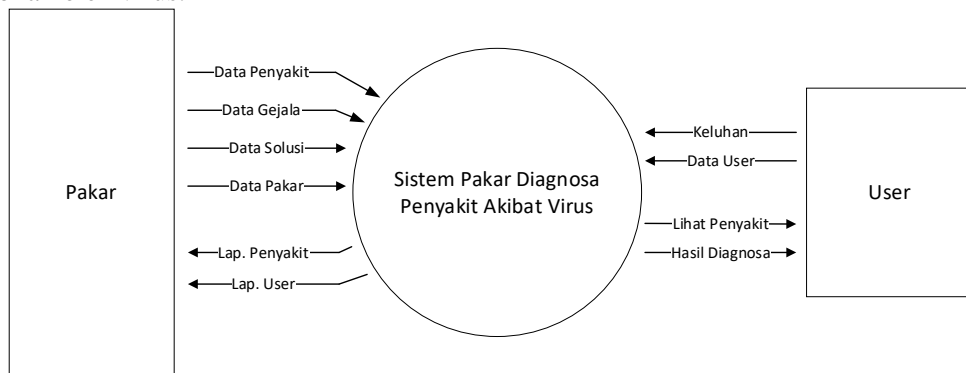 Data Penyakit
Data Gejala
Data Solusi
Data Pakar
Pakar
Lap. Penyakit
Lap. User
Sistem Pakar Diagnosa
Penyakit Akibat Virus
Keluhan
Data User
User
Lihat Penyakit
Hasil Diagnosa